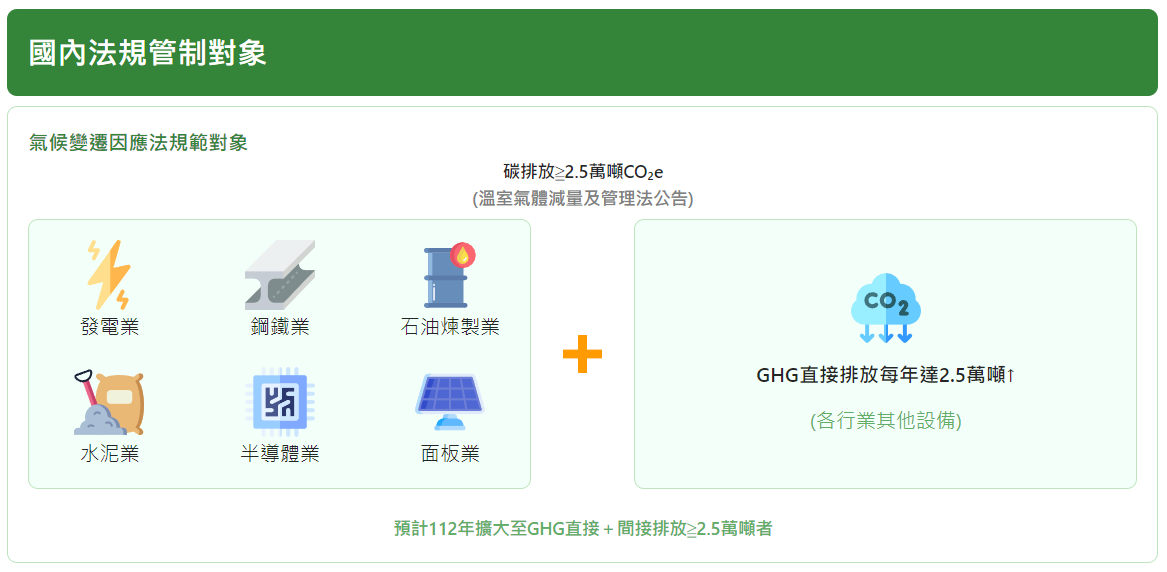 國內法規管制對象
氣候變遷因應法規範對象
碳排放≧2.5萬噸CO₂e
(溫室氣體減量及管理法公告)
發電業
鋼鐵業
石油煉製業
水泥業
半導體業
面板業
CO2
GHG直接排放每年達2.5萬噸↑
(各行業其他設備)
預計112年擴大至GHG直接＋間接排放≧2.5萬噸者